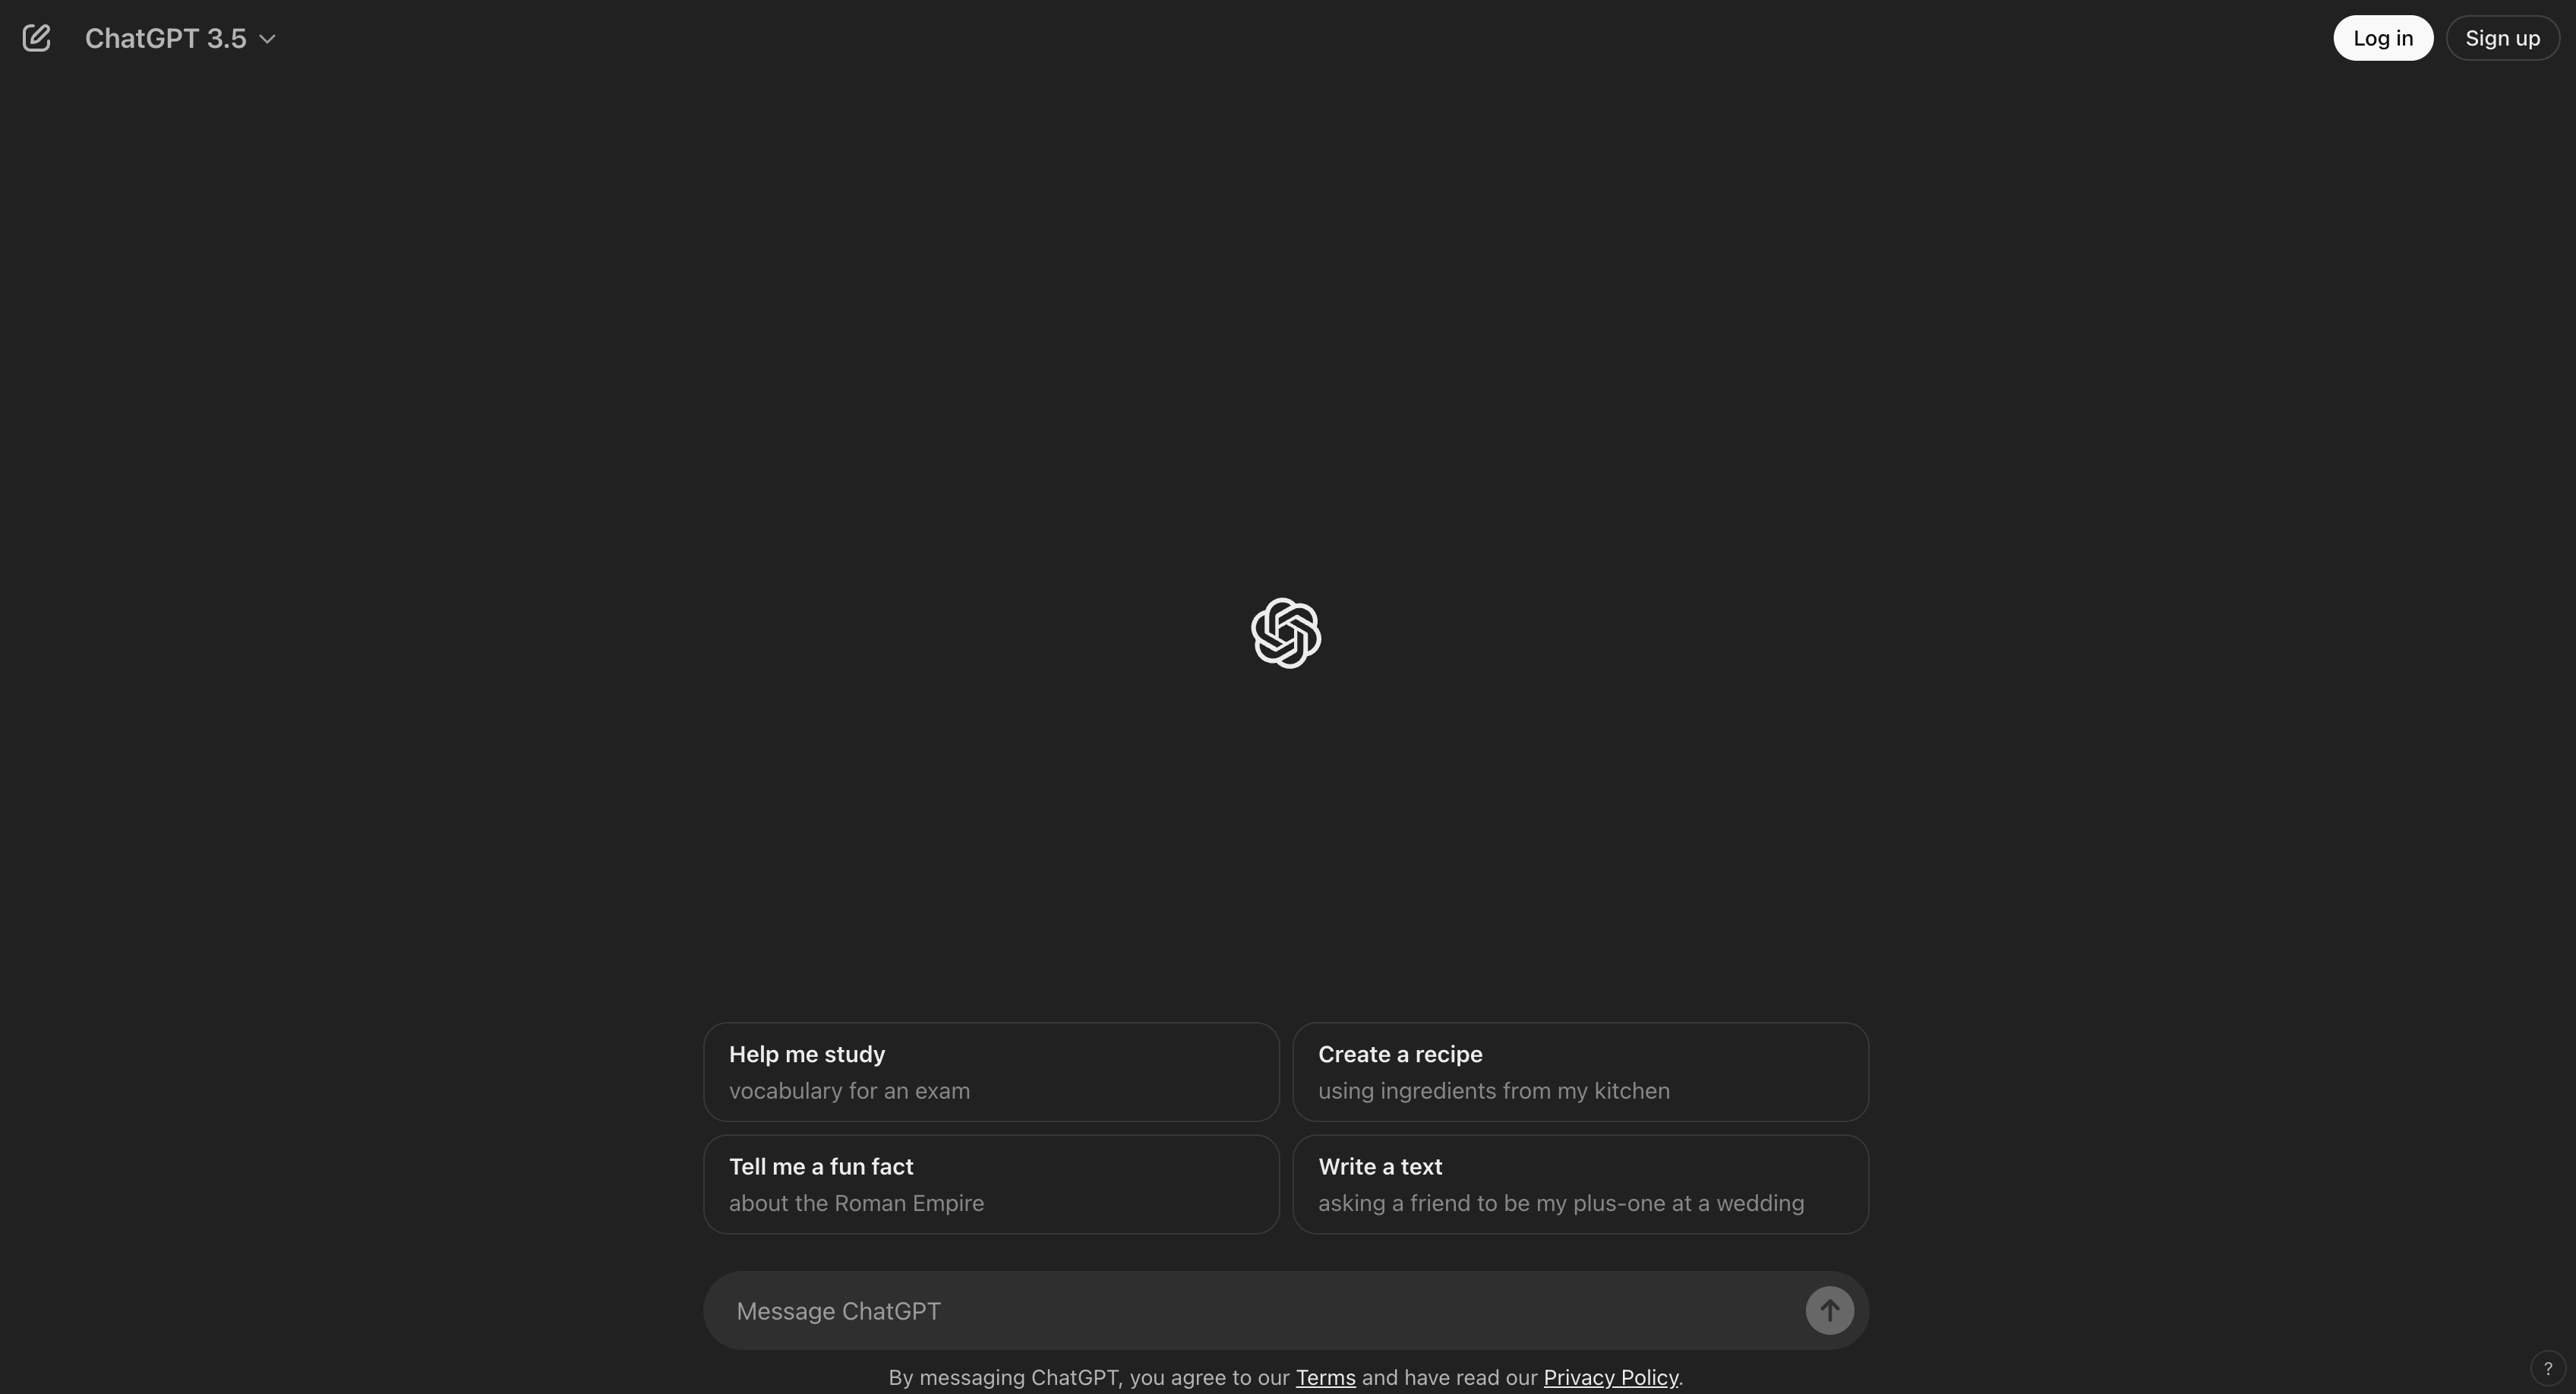 ChatGPT 3.5
Log in
Sign up
Help me study
vocabulary for an exam
Create a recipe
using ingredients from my kitchen
Tell me a fun fact
about the Roman Empire
Write a text
asking a friend to be my plus-one at a wedding
Message ChatGPT
By messaging ChatGPT, you agree to our Terms and have read our Privacy Policy.
?